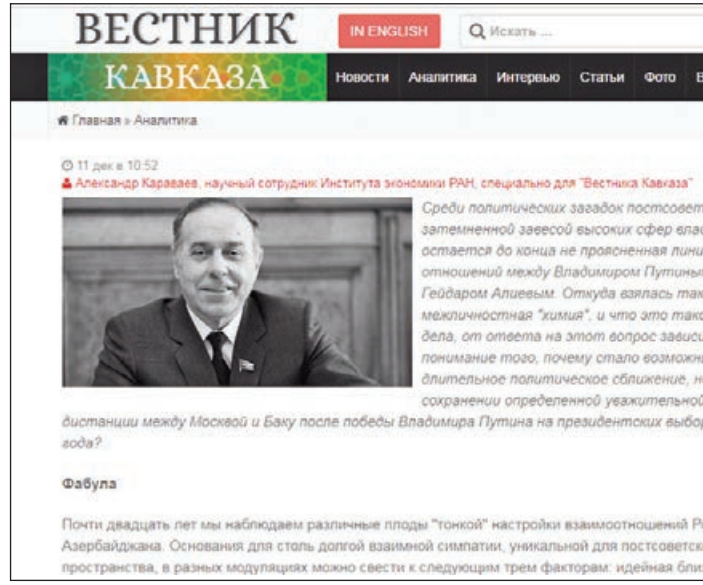 ВЕСТНИК
IN ENGLISH
Искать ...
КАВКАЗА
Новости Аналитика Интервью Статьи Фото В
Главная » Аналитика
11 дек в 10:52
Александр Караваев, научный сотрудник Института экономики РАН, специально для "Вестника Кавказа"
Среди политических загадок постсовет
затемненной завесой высоких сфер влас
остается до конца не проясненная лини
отношений между Владимиром Путины
Гейдаром Алиевым. Откуда взялась так
межличностная "химия", и что это тако
дела, от ответа на этот вопрос зависи
понимание того, почему стало возможн
длительное политическое сближение, н
сохранении определенной уважительной
дистанции между Москвой и Баку после победы Владимира Путина на президентских выбор
года?
Фабула
Почти двадцать лет мы наблюдаем различные плоды "тонкой" настройки взаимоотношений Р
Азербайджана. Основания для столь долгой взаимной симпатии, уникальной для постсоветск
пространства, в разных модуляциях можно свести к следующим трем факторам: идейная бли